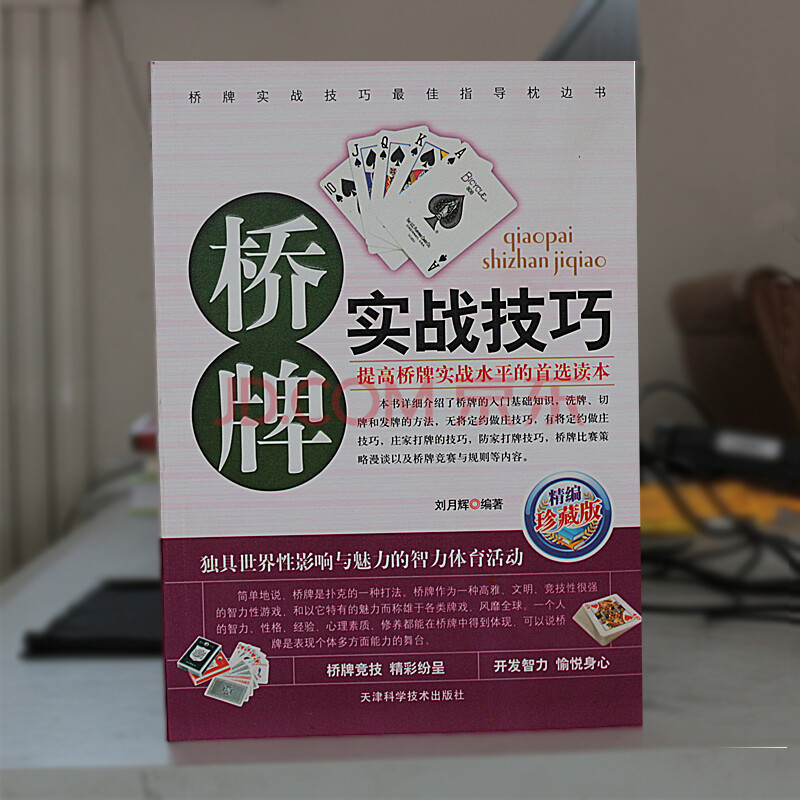 桥牌实战技巧最佳指导枕边书
10 J Q K A
BICYCLE
808
A
qiaopai
shizhan jiqiao
桥牌
实战技巧
提高桥牌实战水平的首选读本
JD.COM 京东
本书详细介绍了桥牌的入门基础知识，洗牌、切
牌和发牌的方法，无将定约做庄技巧，有将定约做庄
技巧，庄家打牌的技巧，防家打牌技巧，桥牌比赛策
略漫谈以及桥牌竞赛与规则等内容。
刘月辉◎编著
精编
珍藏版
独具世界性影响与魅力的智力体育活动
简单地说，桥牌是扑克的一种打法。桥牌作为一种高雅、文明、竞技性很强
的智力性游戏，和以它特有的魅力而称雄于各类牌戏，风靡全球。一个人
的智力、性格、经验、心理素质、修养都能在桥牌中得到体现，可以说桥
牌是表现个体多方面能力的舞台。
桥牌竞技 精彩纷呈
开发智力 愉悦身心
天津科学技术出版社